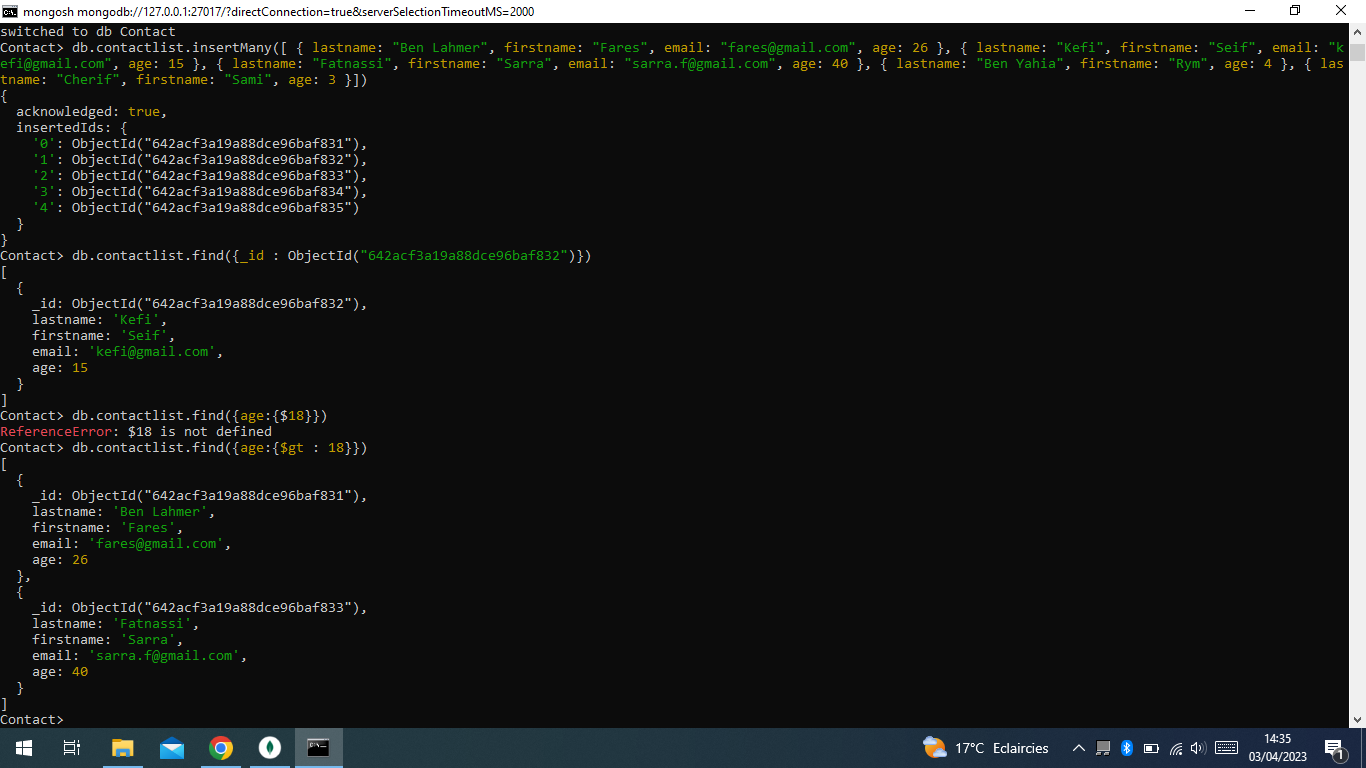 mongosh mongodb://127.0.0.1:27017/?directConnection=true&serverSelectionTimeoutMS=2000
switched to db Contact
Contact> db.contactlist.insertMany([ { lastname: "Ben Lahmer", firstname: "Fares", email: "fares@gmail.com", age: 26 }, { lastname: "Kefi", firstname: "Seif", email: "k
efi@gmail.com", age: 15 }, { lastname: "Fatnassi", firstname: "Sarra", email: "sarra.f@gmail.com", age: 40 }, { lastname: "Ben Yahia", firstname: "Rym", age: 4 }, { las
tname: "Cherif", firstname: "Sami", age: 3 }])
{
  acknowledged: true,
  insertedIds: {
    '0': ObjectId("642acf3a19a88dce96baf831"),
    '1': ObjectId("642acf3a19a88dce96baf832"),
    '2': ObjectId("642acf3a19a88dce96baf833"),
    '3': ObjectId("642acf3a19a88dce96baf834"),
    '4': ObjectId("642acf3a19a88dce96baf835")
  }
}
Contact> db.contactlist.find({_id : ObjectId("642acf3a19a88dce96baf832")})
[
  {
    _id: ObjectId("642acf3a19a88dce96baf832"),
    lastname: 'Kefi',
    firstname: 'Seif',
    email: 'kefi@gmail.com',
    age: 15
  }
]
Contact> db.contactlist.find({age:{$18}})
ReferenceError: $18 is not defined
Contact> db.contactlist.find({age:{$gt : 18}})
[
  {
    _id: ObjectId("642acf3a19a88dce96baf831"),
    lastname: 'Ben Lahmer',
    firstname: 'Fares',
    email: 'fares@gmail.com',
    age: 26
  },
  {
    _id: ObjectId("642acf3a19a88dce96baf833"),
    lastname: 'Fatnassi',
    firstname: 'Sarra',
    email: 'sarra.f@gmail.com',
    age: 40
  }
]
Contact>
17°C Eclaircies
14:35
03/04/2023
1